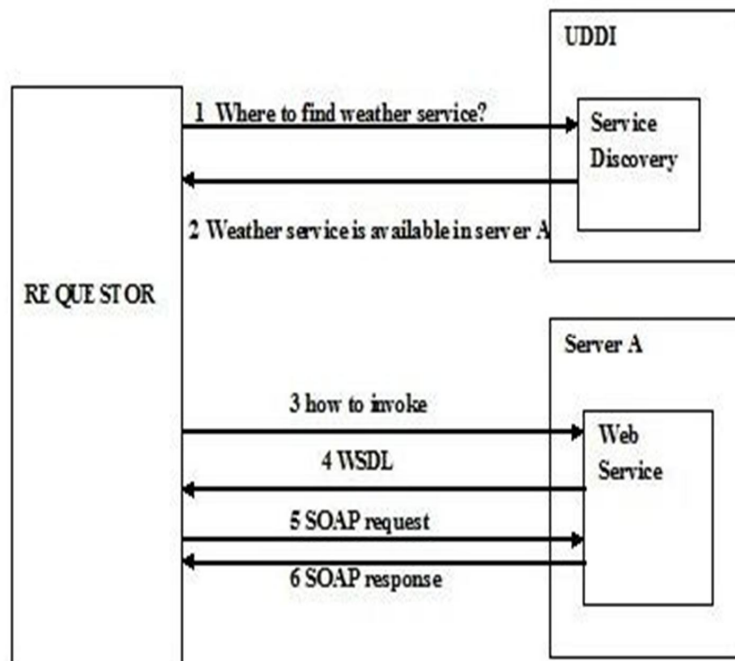 UDDI
1 Where to find weather service?
Service
Discovery
2 Weather service is available in server A
REQUESTOR
Server A
3 how to invoke
Web
Service
4 WSDL
5 SOAP request
6 SOAP response